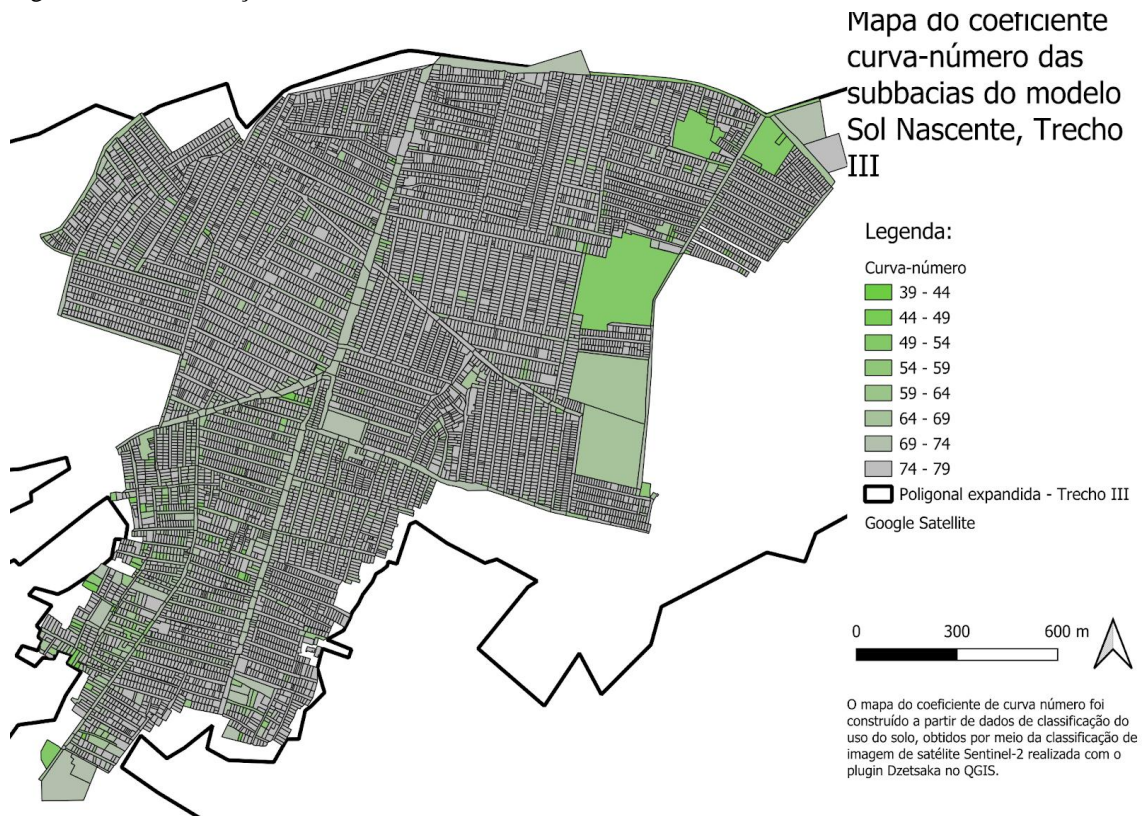 Mapa do coeficiente
curva-número das
subbacias do modelo
Sol Nascente, Trecho
III
Legenda:
Curva-número
39 - 44
44 - 49
49 - 54
54 - 59
59 - 64
64 - 69
69 - 74
74 - 79
Poligonal expandida - Trecho III
Google Satellite
0 300 600 m
O mapa do coeficiente de curva número foi
construído a partir de dados de classificação do
uso do solo, obtidos por meio da classificação de
imagem de satélite Sentinel-2 realizada com o
plugin Dzetsaka no QGIS.